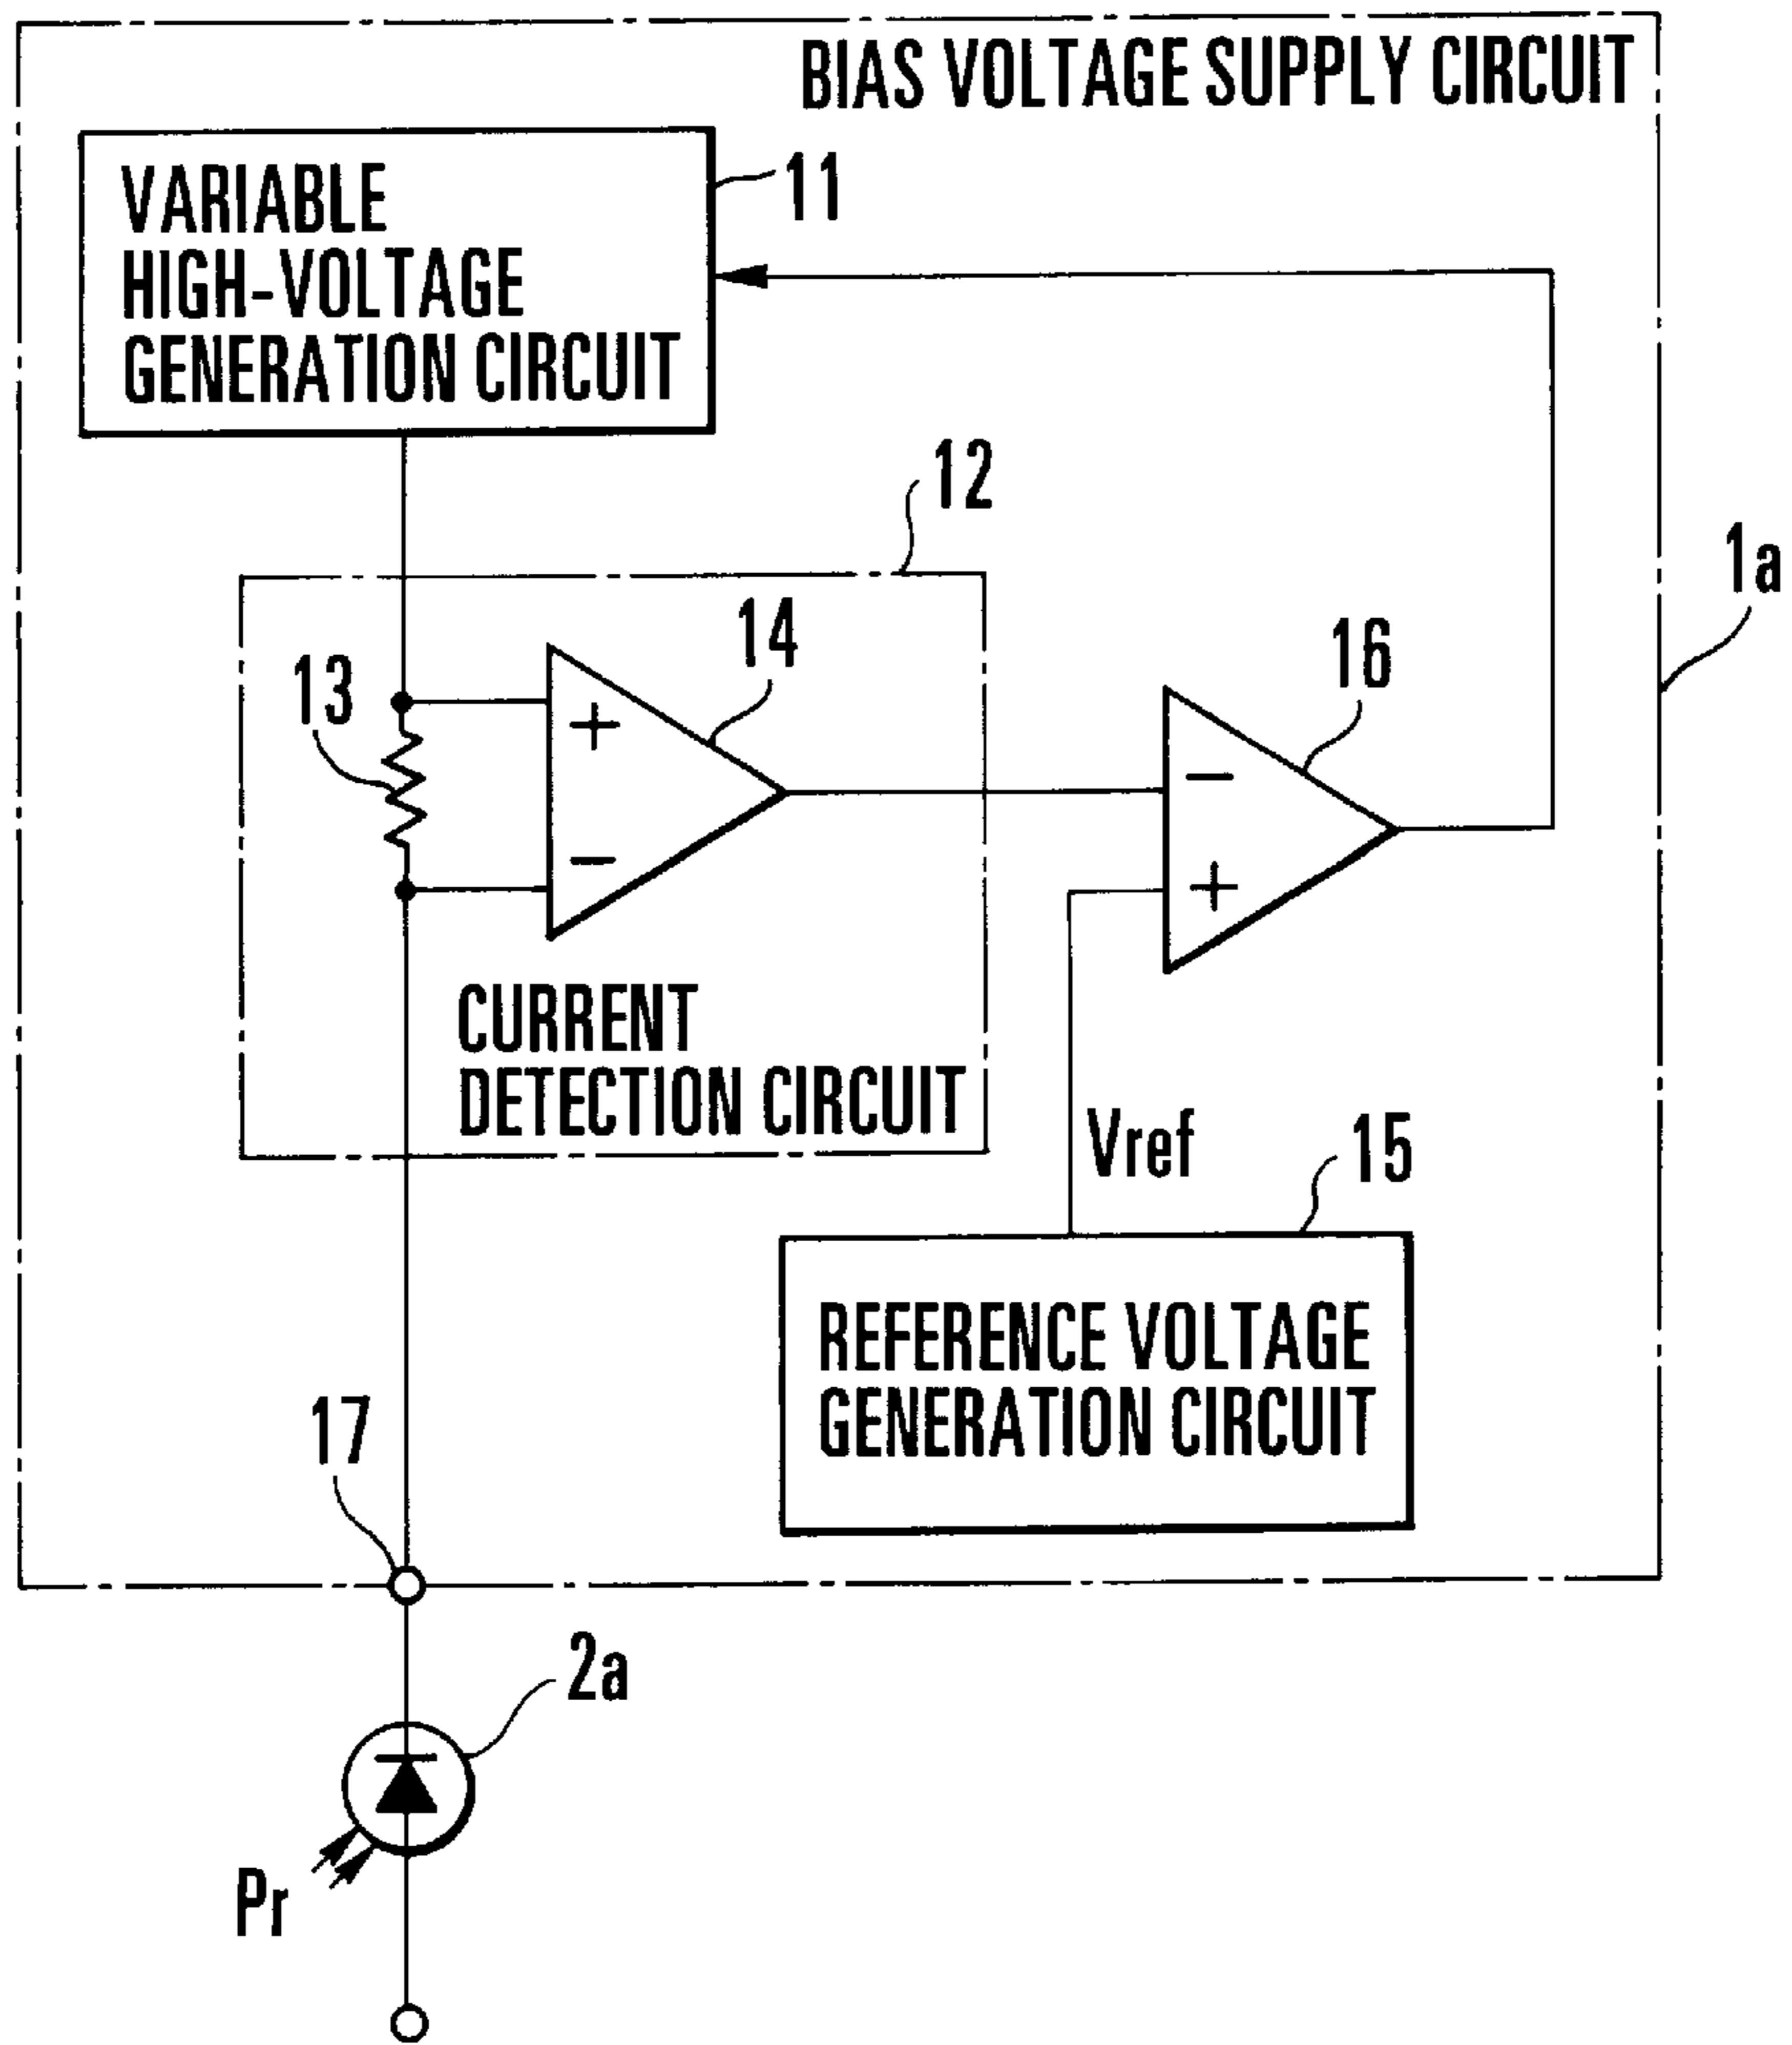 BIAS VOLTAGE SUPPLY CIRCUIT
VARIABLE
HIGH-VOLTAGE
GENERATION CIRCUIT
11
12
1a
13
14
16
+
−
−
+
CURRENT
DETECTION CIRCUIT
Vref
15
REFERENCE VOLTAGE
GENERATION CIRCUIT
17
2a
Pr